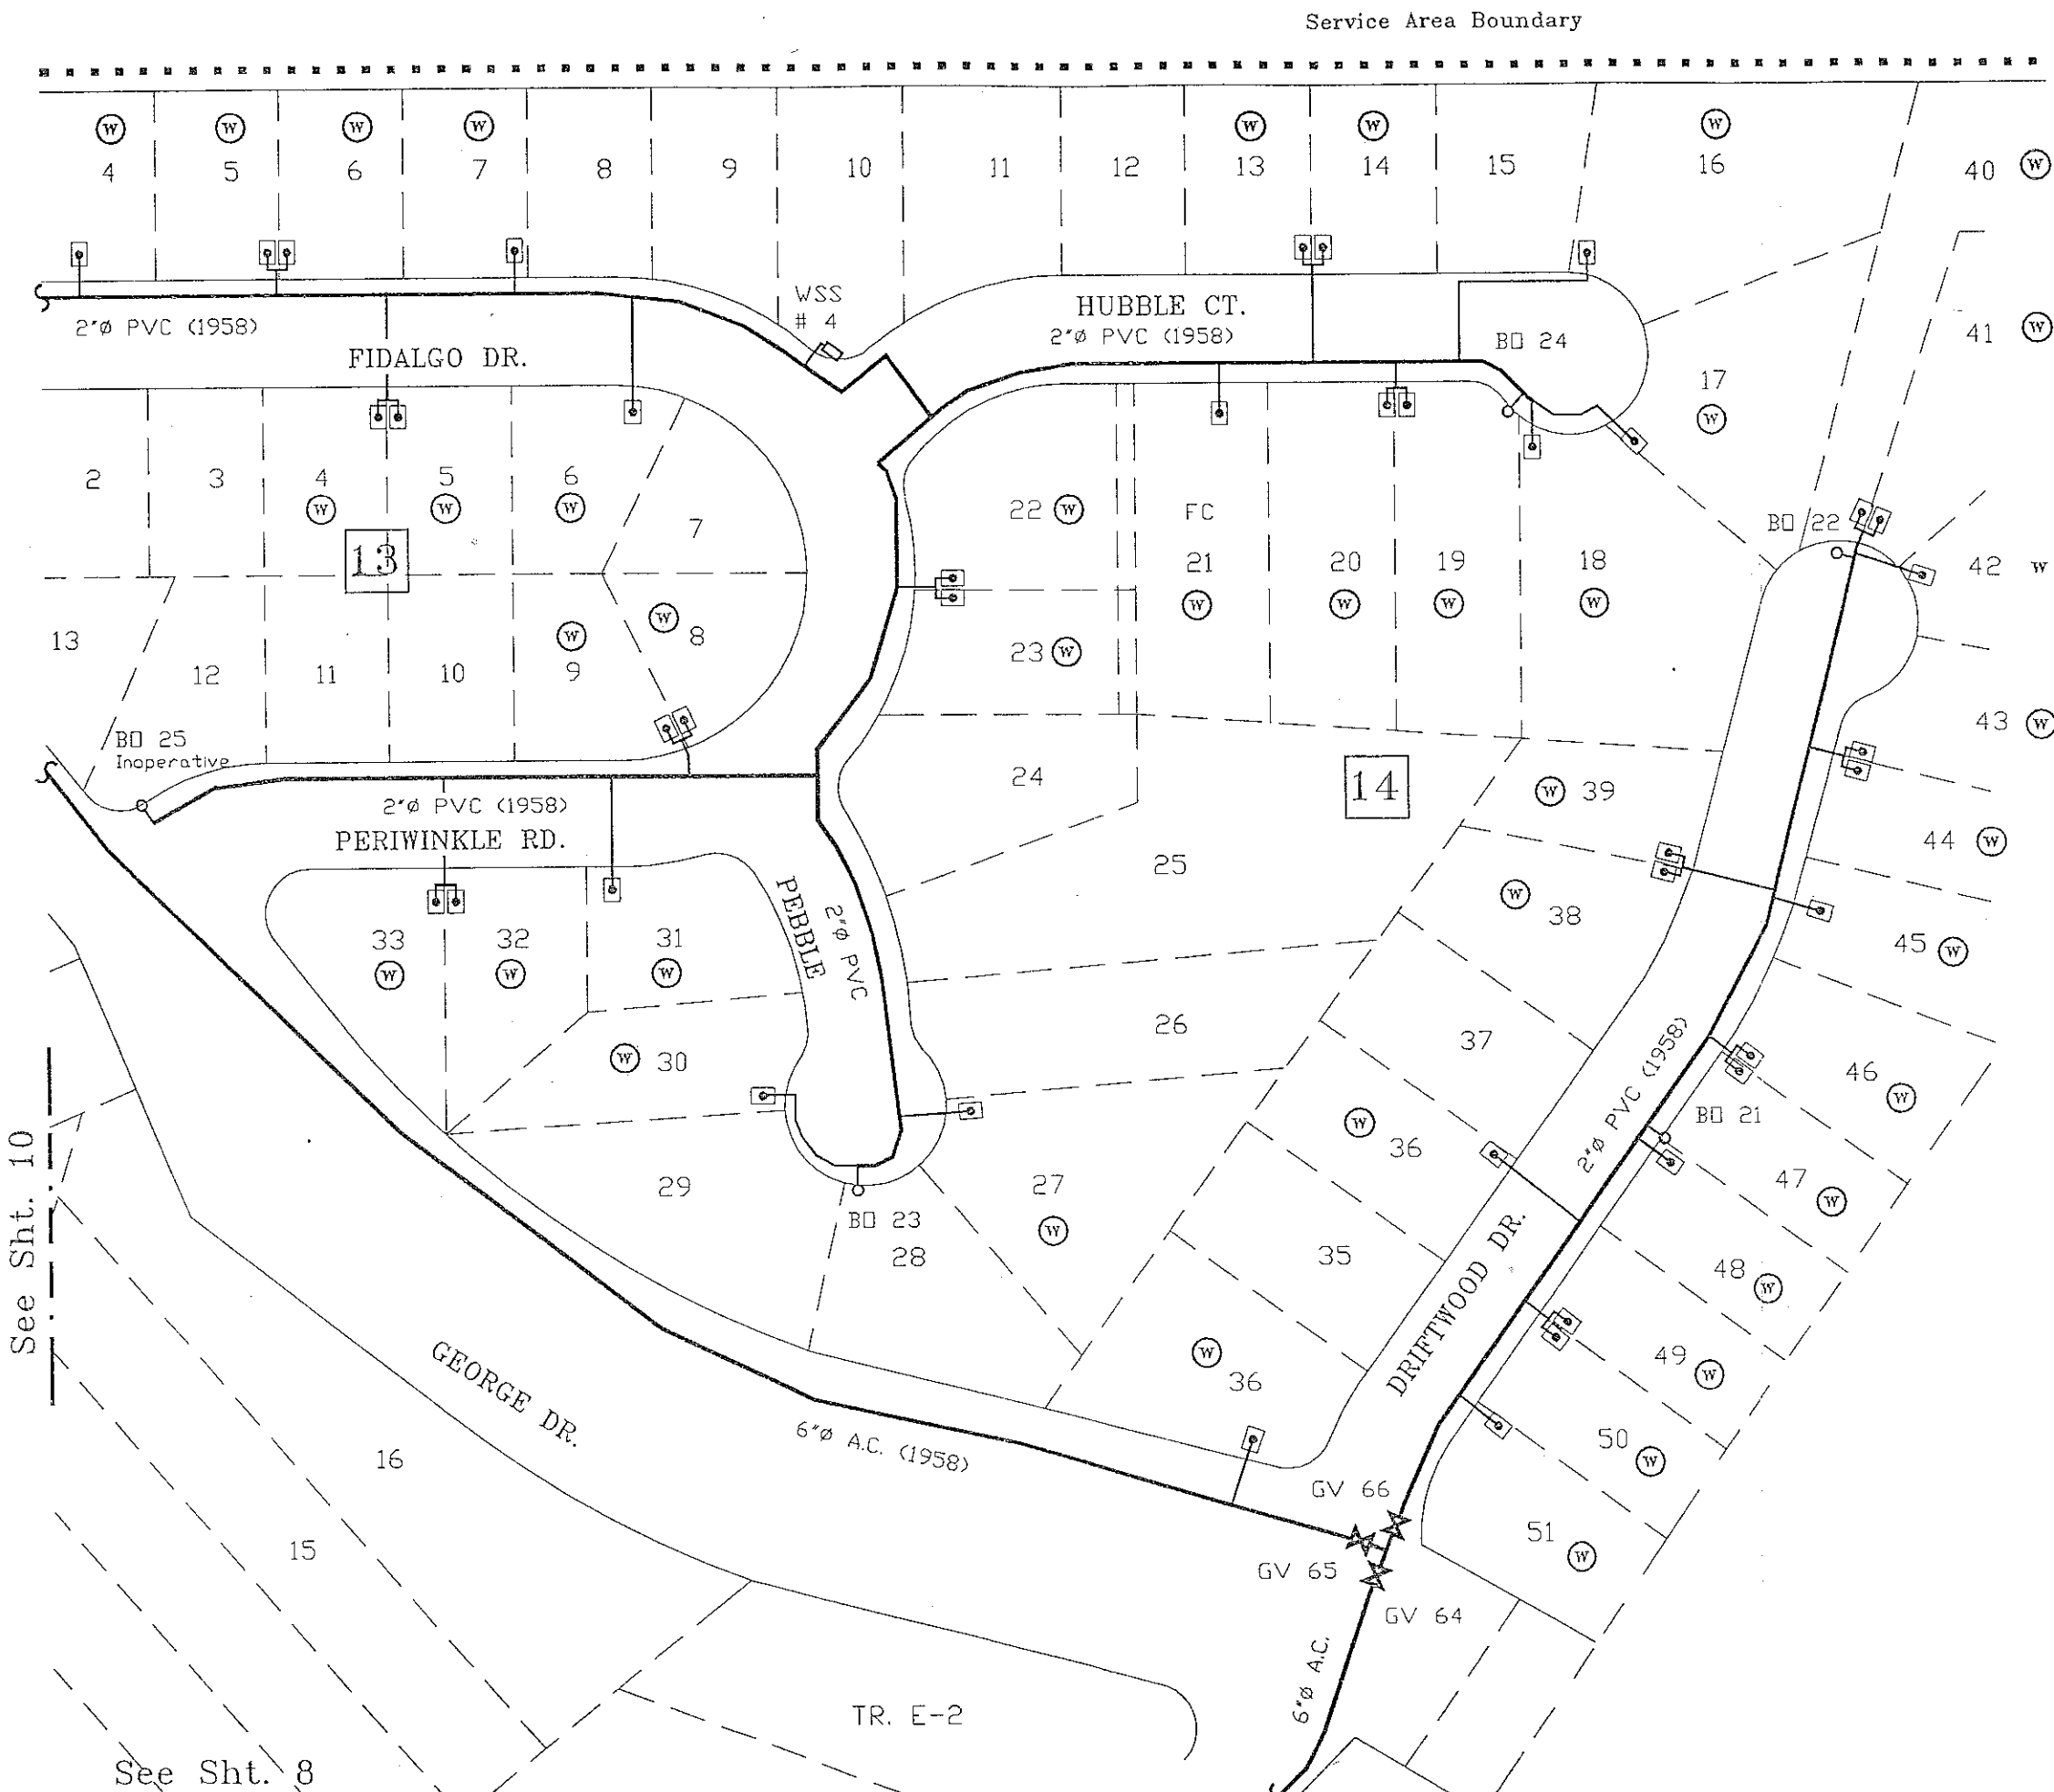 Service Area Boundary
W W W W W W W W
4 5 6 7 8 9 10 11 12 13 14 15 16 40 W
WSS
# 4
HUBBLE CT.
2"ø PVC (1958)
BO 24
41 W
2"ø PVC (1958)
FIDALGO DR.
17
W
2 3 4 5 6 7
W W W
13
22 W
FC
21 20 19 18
W W W W
BO 22
42 W
13 12 11 10 9 8
W W
23 W
43 W
BO 25
Inoperative
24
14
W 39
2"ø PVC (1958)
PERIWINKLE RD.
44 W
25
PEBBLE
2"ø PVC
W 38
33 32 31
W W W
45 W
26
37
2"ø PVC (1958)
W 30
46 W
BO 21
See Sht. 10
W 36
29
27
W
47 W
BO 23
28
35
48 W
DRIFTWOOD DR.
GEORGE DR.
W 36
49 W
6"ø A.C. (1958)
16
50 W
GV 66
15
51 W
GV 65
GV 64
6"ø A.C.
TR. E-2
See Sht. 8